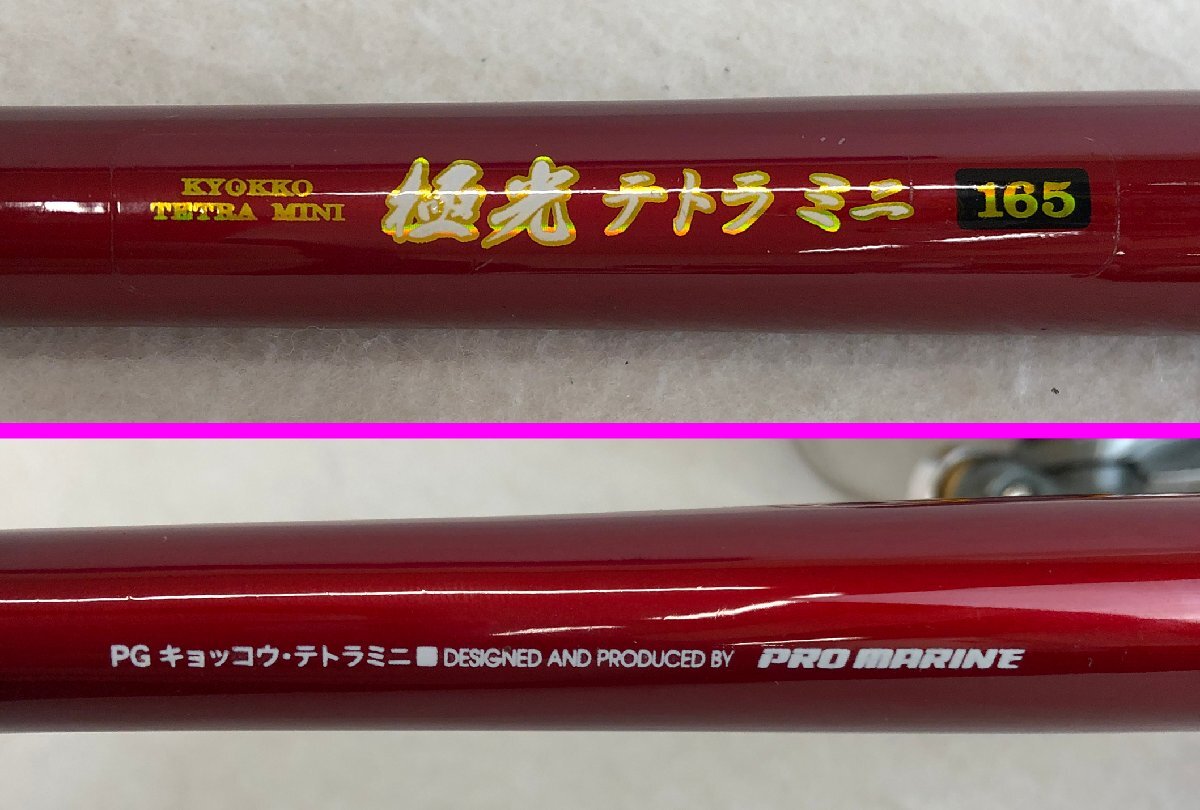 KYOKKO
TETRA MINI
極光 テトラ ミニ 165
PG キョッコウ・テトラミニ■ DESIGNED AND PRODUCED BY PRO MARINE